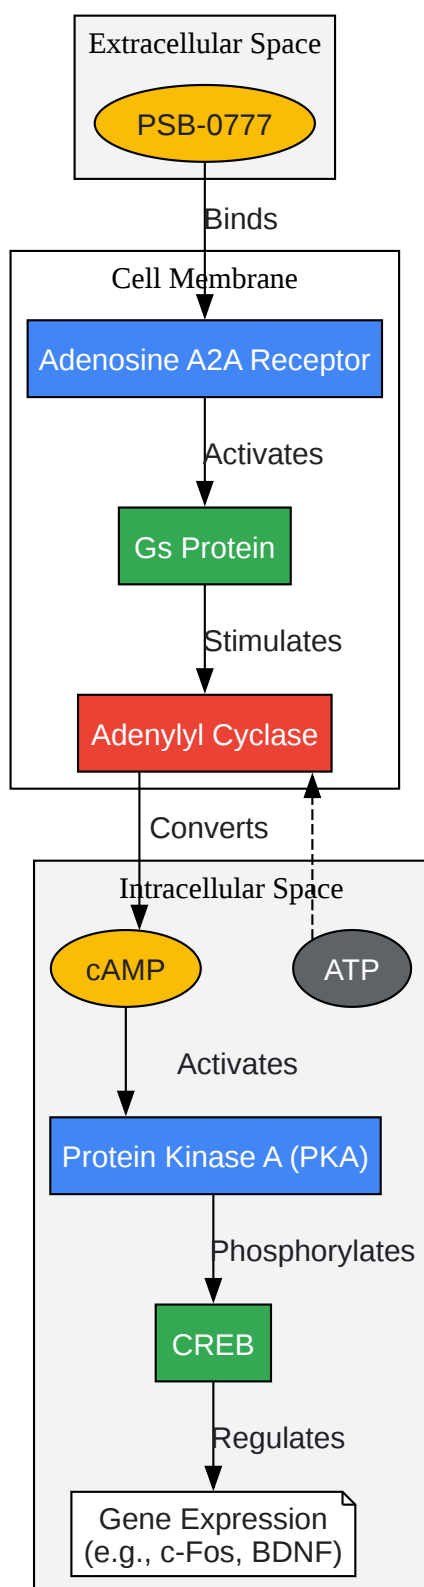 Extracellular Space
PSB-0777
Binds
Cell Membrane
Adenosine A2A Receptor
Activates
Gs Protein
Stimulates
Adenylyl Cyclase
Converts
Intracellular Space
cAMP
ATP
Activates
Protein Kinase A (PKA)
Phosphorylates
CREB
Regulates
Gene Expression
(e.g., c-Fos, BDNF)